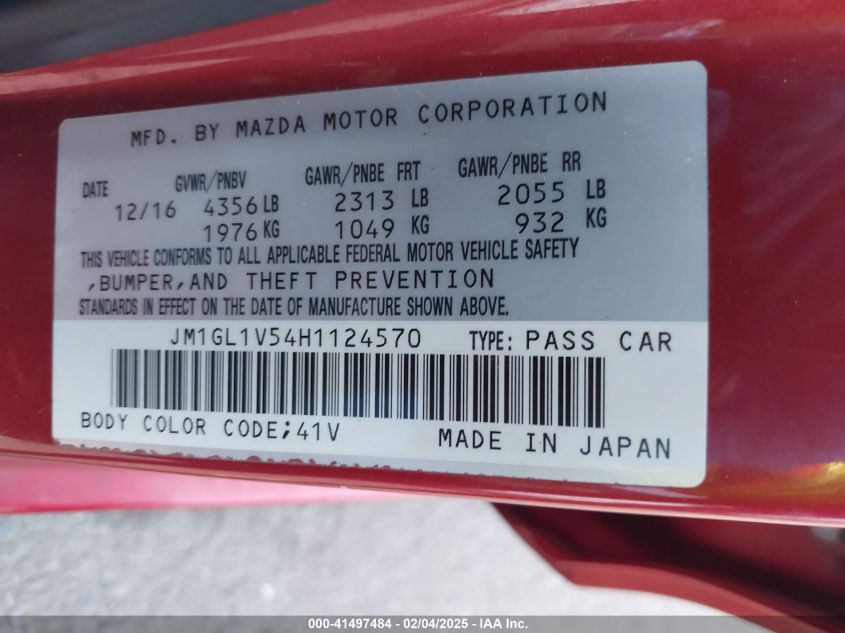 MFD. BY MAZDA MOTOR CORPORATION
DATE GVWR/PNBV GAWR/PNBE FRT GAWR/PNBE RR
12/16 4356 LB 2313 LB 2055 LB
1976 KG 1049 KG 932 KG
THIS VEHICLE CONFORMS TO ALL APPLICABLE FEDERAL MOTOR VEHICLE SAFETY
,BUMPER,AND THEFT PREVENTION
STANDARDS IN EFFECT ON THE DATE OF MANUFACTURE SHOWN ABOVE.
JM1GL1V54H1124570 TYPE: PASS CAR
BODY COLOR CODE;41V MADE IN JAPAN
000-41497484 - 02/04/2025 - IAA Inc.